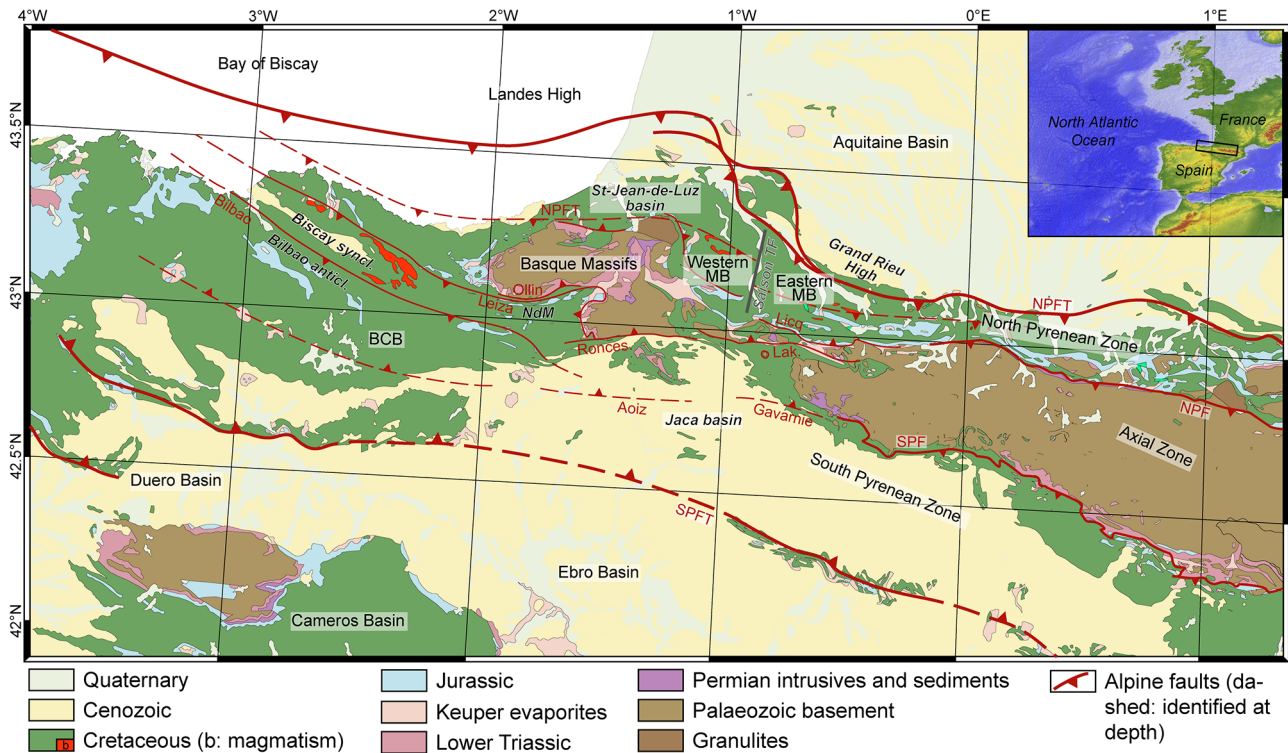 4°W
3°W
2°W
1°W
0°E
1°E
43.5°N
43°N
42.5°N
42°N
Bay of Biscay
Landes High
Aquitaine Basin
North Atlantic
Ocean
France
Spain
St-Jean-de-Luz
basin
NPFT
Bilbao
Biscay syncl.
Bilbao anticl.
Basque Massifs
Western
MB
Saison TF
Eastern
MB
Grand Rieu
High
Ollin
Leiza
NdM
Licq
NPFT
North Pyrenean Zone
BCB
Ronces
Lak.
Aoiz
Jaca basin
Gavarnie
NPF
SPF
Axial Zone
Duero Basin
South Pyrenean Zone
SPFT
Ebro Basin
Cameros Basin
Quaternary
Cenozoic
b
Cretaceous (b: magmatism)
Jurassic
Keuper evaporites
Lower Triassic
Permian intrusives and sediments
Palaeozoic basement
Granulites
Alpine faults (da-
shed: identified at
depth)